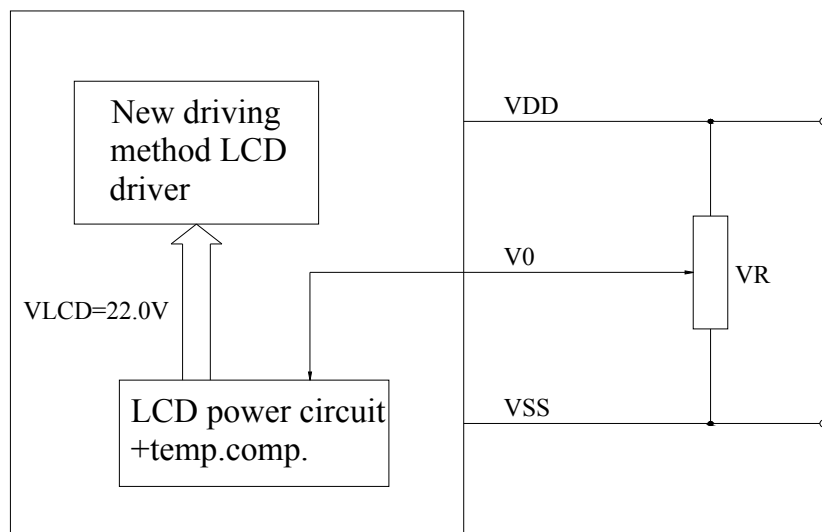 New driving
method LCD
driver
VDD
V0
VR
VLCD=22.0V
LCD power circuit
+temp.comp.
VSS